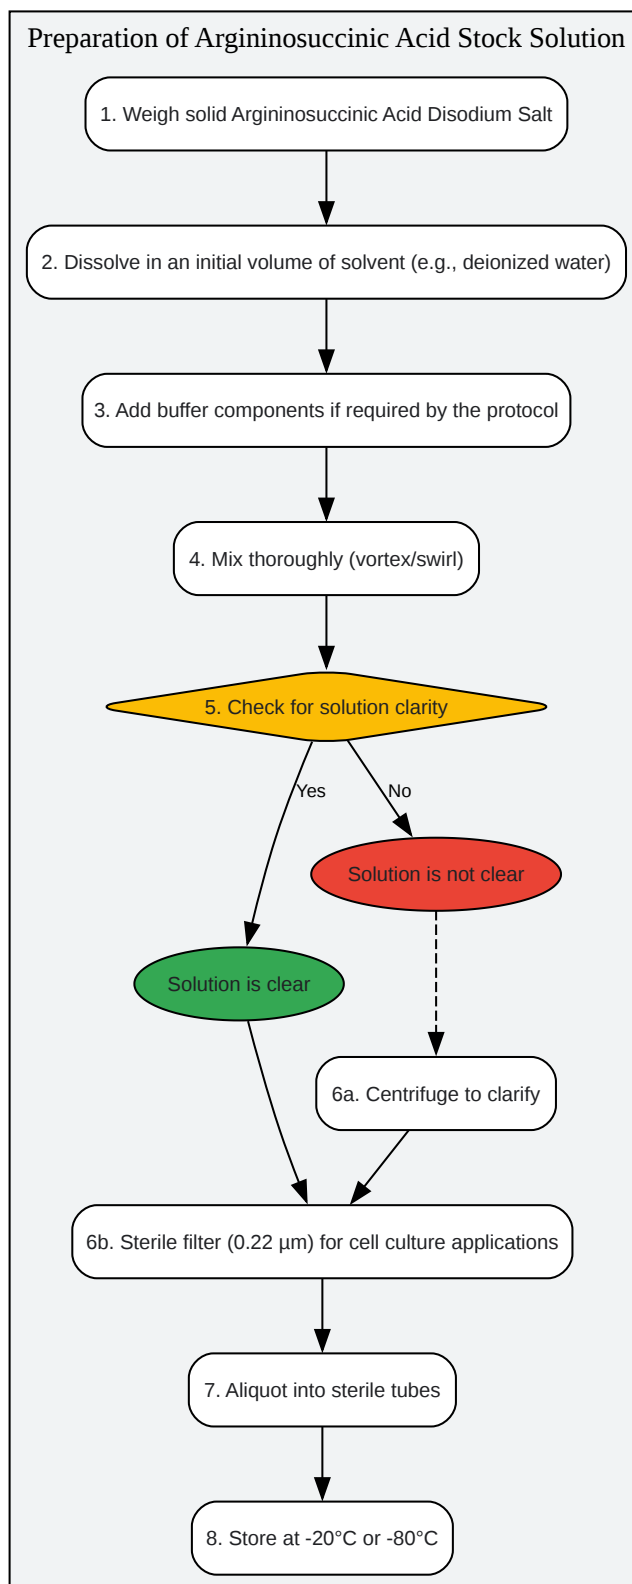 Preparation of Argininosuccinic Acid Stock Solution
1. Weigh solid Argininosuccinic Acid Disodium Salt
2. Dissolve in an initial volume of solvent (e.g., deionized water)
3. Add buffer components if required by the protocol
4. Mix thoroughly (vortex/swirl)
5. Check for solution clarity
Yes
No
Solution is not clear
Solution is clear
6a. Centrifuge to clarify
6b. Sterile filter (0.22 µm) for cell culture applications
7. Aliquot into sterile tubes
8. Store at -20°C or -80°C